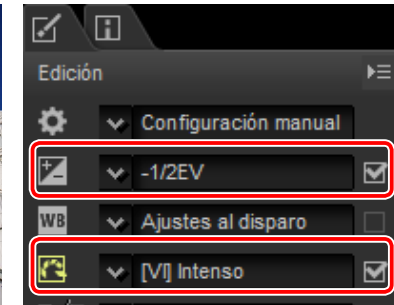 Edición
Configuración manual
-1/2EV
WB Ajustes al disparo
[VI] Intenso